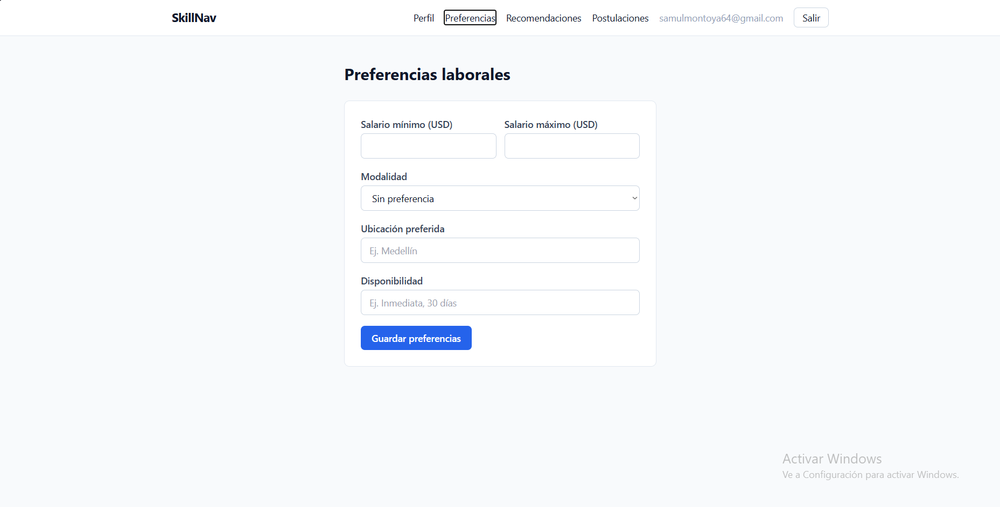 SkillNav
Perfil Preferencias Recomendaciones Postulaciones samulmontoya64@gmail.com Salir
Preferencias laborales
Salario mínimo (USD) Salario máximo (USD)
Modalidad
Sin preferencia
Ubicación preferida
Ej. Medellín
Disponibilidad
Ej. Inmediata, 30 días
Guardar preferencias
Activar Windows
Ve a Configuración para activar Windows.